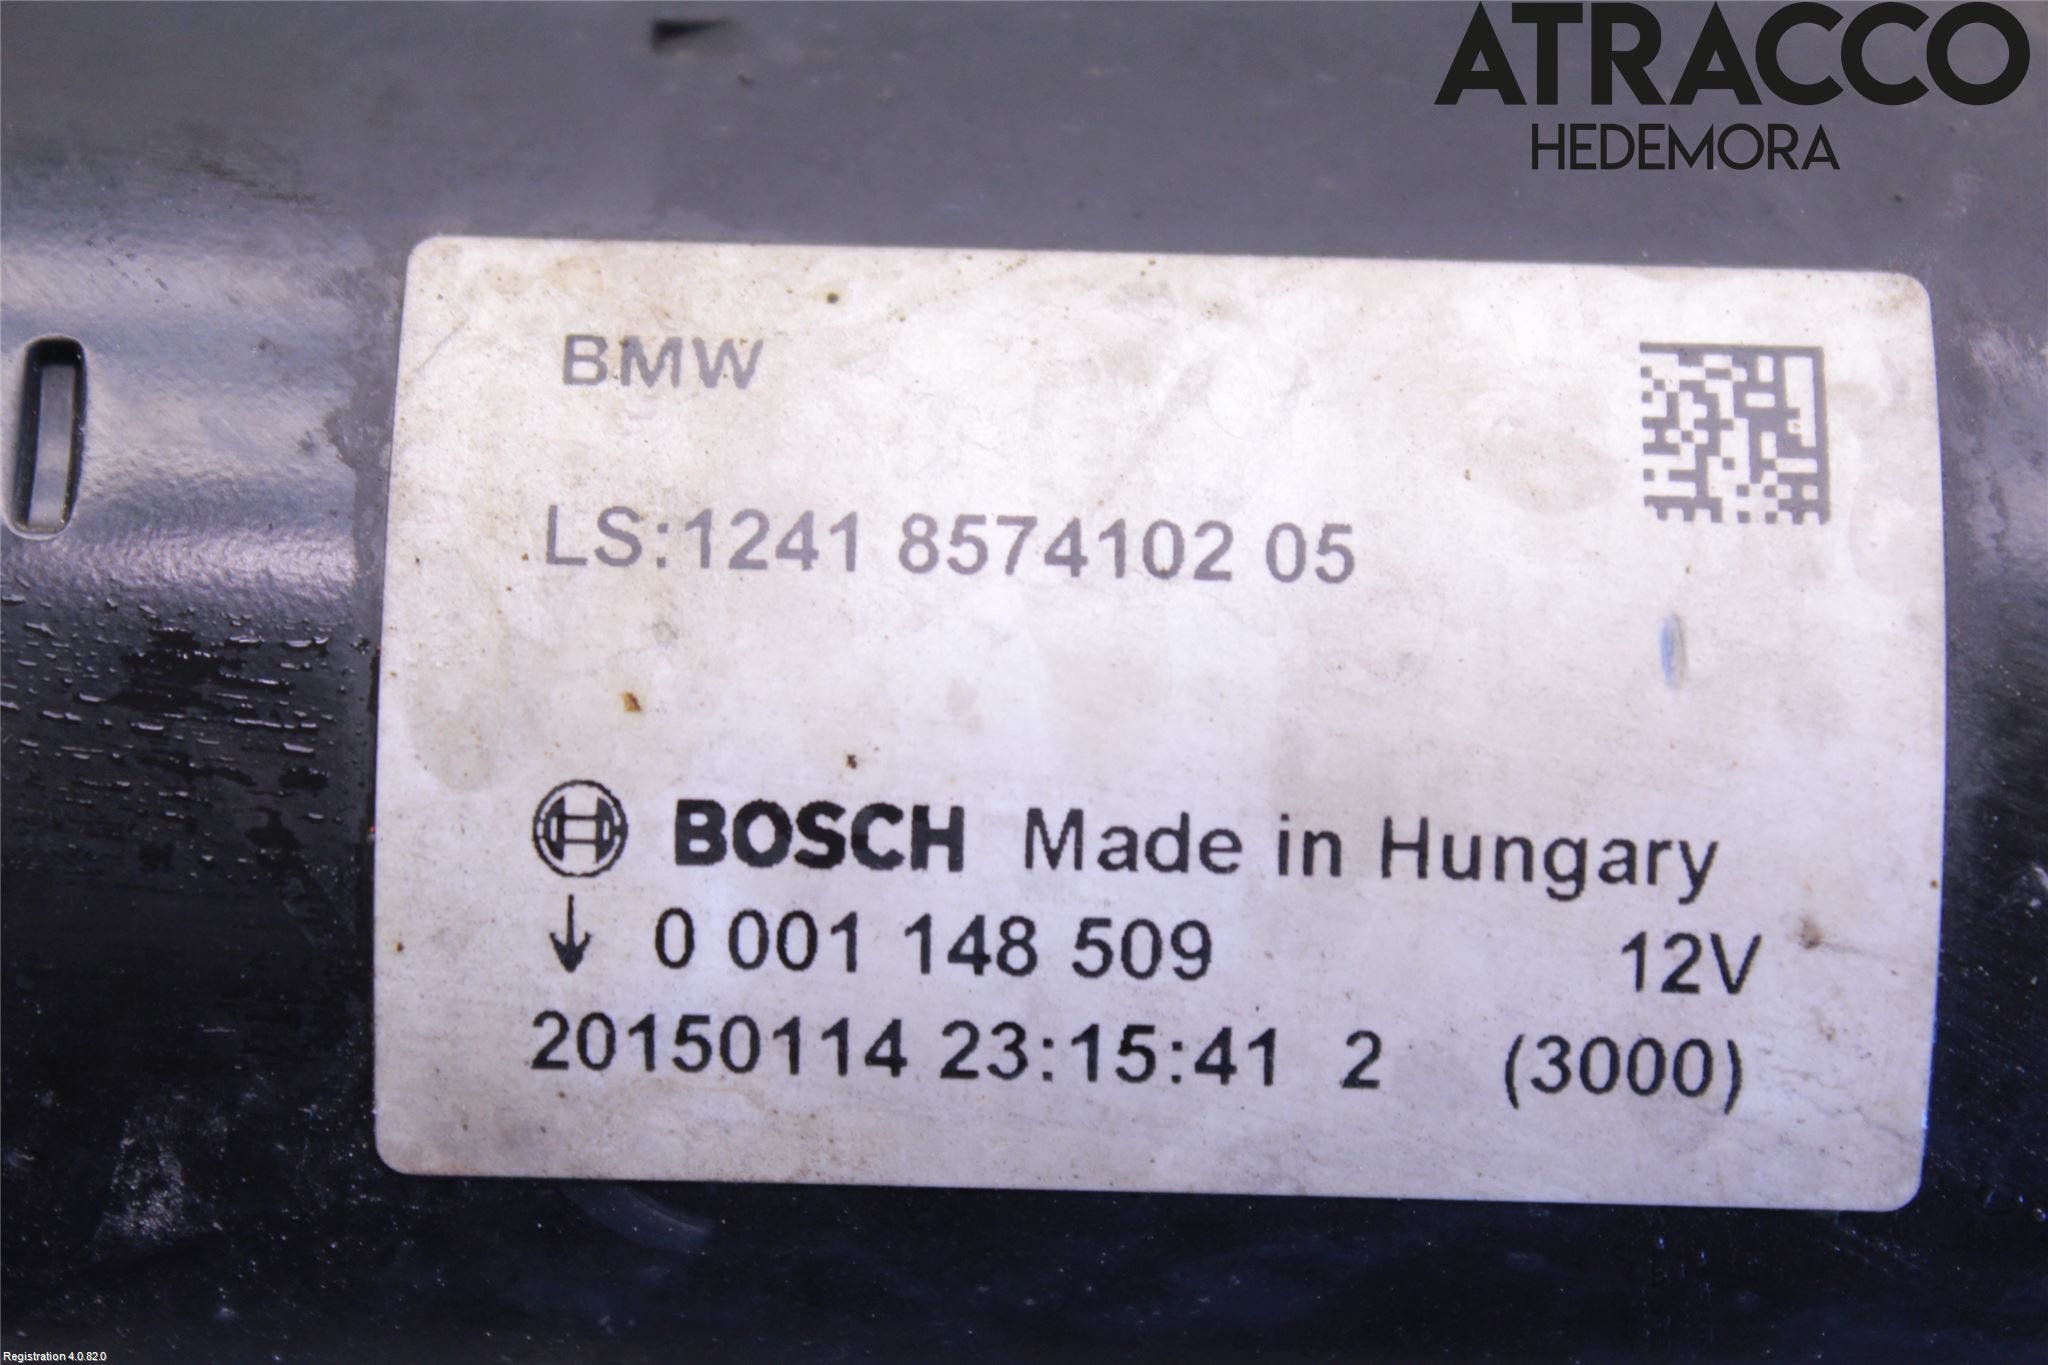 ATRACCO
HEDEMORA
BMW
LS:1241 8574102 05
BOSCH Made in Hungary
↓ 0 001 148 509 12V
20150114 23:15:41 2 (3000)
Registration 4.0.82.0